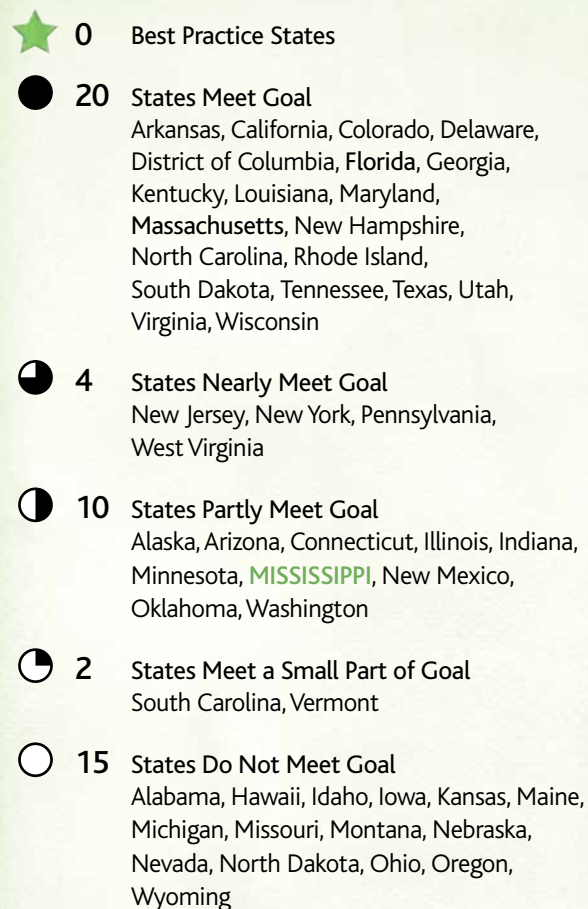 0 Best Practice States
20 States Meet Goal
Arkansas, California, Colorado, Delaware,
District of Columbia, Florida, Georgia,
Kentucky, Louisiana, Maryland,
Massachusetts, New Hampshire,
North Carolina, Rhode Island,
South Dakota, Tennessee, Texas, Utah,
Virginia, Wisconsin
4 States Nearly Meet Goal
New Jersey, New York, Pennsylvania,
West Virginia
10 States Partly Meet Goal
Alaska, Arizona, Connecticut, Illinois, Indiana,
Minnesota, MISSISSIPPI, New Mexico,
Oklahoma, Washington
2 States Meet a Small Part of Goal
South Carolina, Vermont
15 States Do Not Meet Goal
Alabama, Hawaii, Idaho, Iowa, Kansas, Maine,
Michigan, Missouri, Montana, Nebraska,
Nevada, North Dakota, Ohio, Oregon,
Wyoming